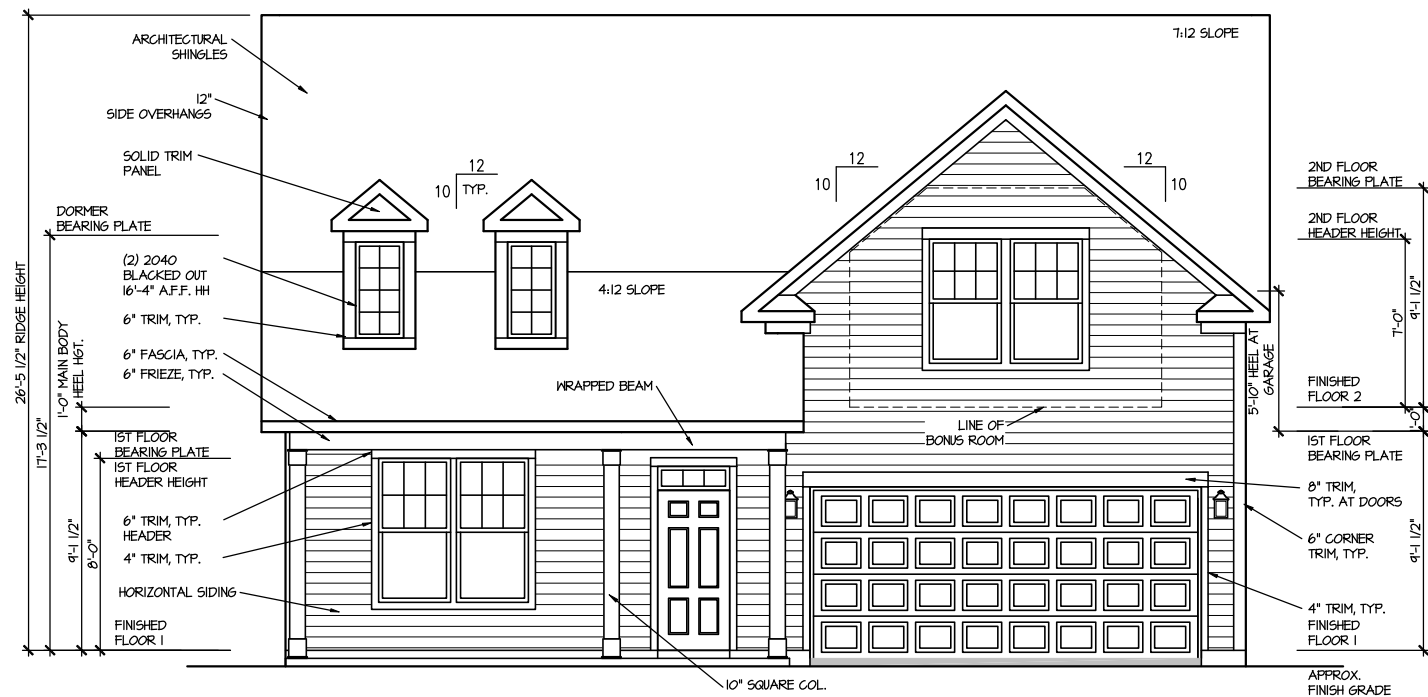 7:12 SLOPE
ARCHITECTURAL
SHINGLES
12"
SIDE OVERHANGS
SOLID TRIM
PANEL
12
10
TYP.
DORMER
BEARING PLATE
(2) 2040
BLACKED OUT
16'-4" A.F.F. HH
4:12 SLOPE
6" TRIM, TYP.
6" FASCIA, TYP.
6" FRIEZE, TYP.
WRAPPED BEAM
26'-5 1/2" RIDGE HEIGHT
17'-3 1/2"
1'-0" MAIN BODY
HEEL HGT.
1ST FLOOR
BEARING PLATE
1ST FLOOR
HEADER HEIGHT
9'-1 1/2"
8'-0"
6" TRIM, TYP.
HEADER
4" TRIM, TYP.
HORIZONTAL SIDING
FINISHED
FLOOR 1
10" SQUARE COL.
12
10
12
10
LINE OF
BONUS ROOM
2ND FLOOR
BEARING PLATE
2ND FLOOR
HEADER HEIGHT
7'-0"
9'-1 1/2"
5'-10" HEEL AT
GARAGE
FINISHED
FLOOR 2
1'-0"
1ST FLOOR
BEARING PLATE
8" TRIM,
TYP. AT DOORS
6" CORNER
TRIM, TYP.
9'-1 1/2"
4" TRIM, TYP.
FINISHED
FLOOR 1
APPROX.
FINISH GRADE